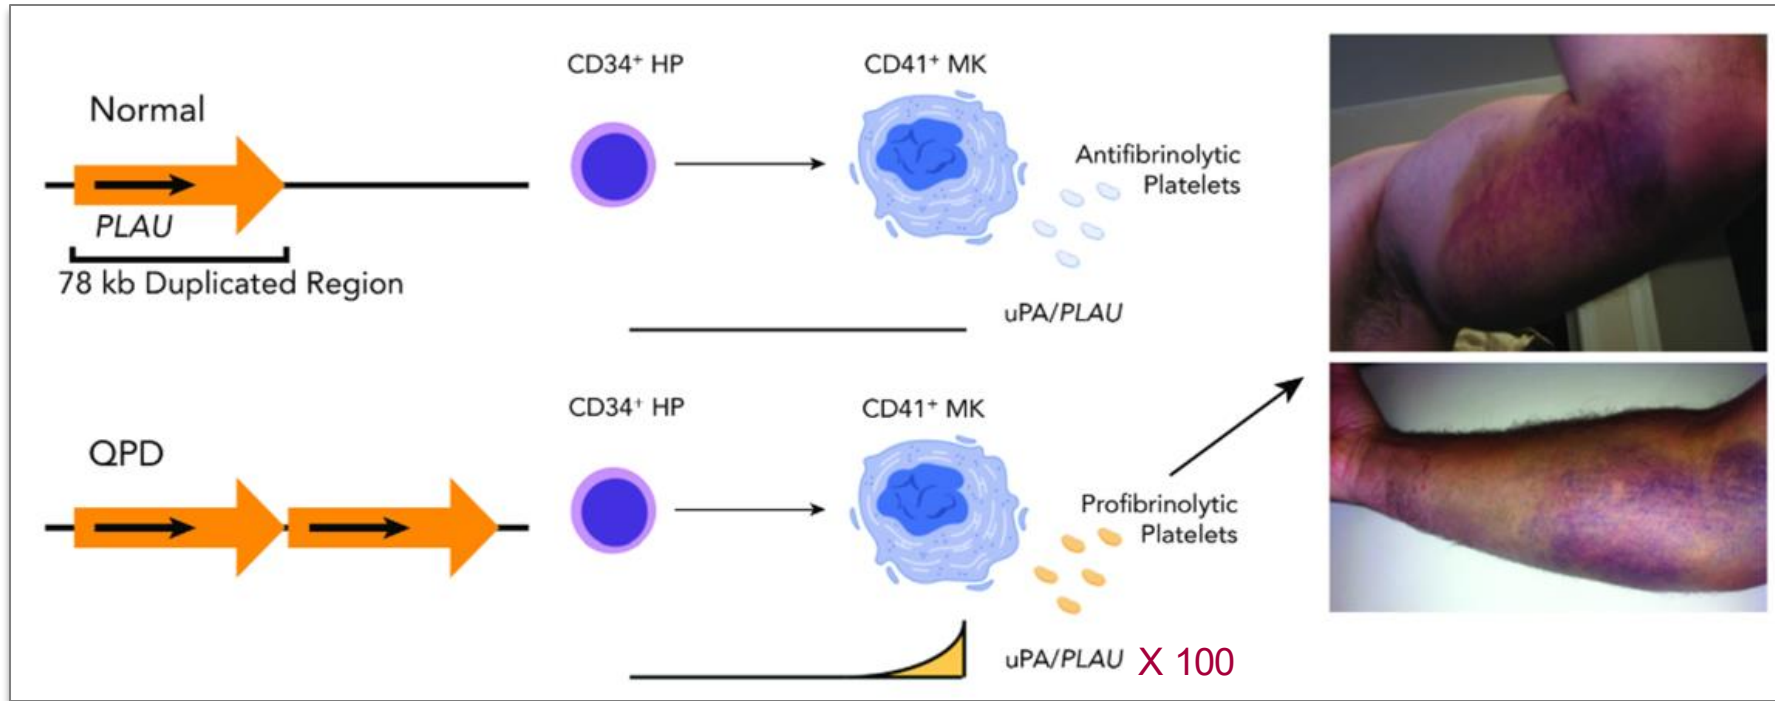 Normal
PLAU
78 kb Duplicated Region
CD34⁺ HP
CD41⁺ MK
Antifibrinolytic
Platelets
uPA/PLAU
QPD
CD34⁺ HP
CD41⁺ MK
Profibrinolytic
Platelets
uPA/PLAU X 100